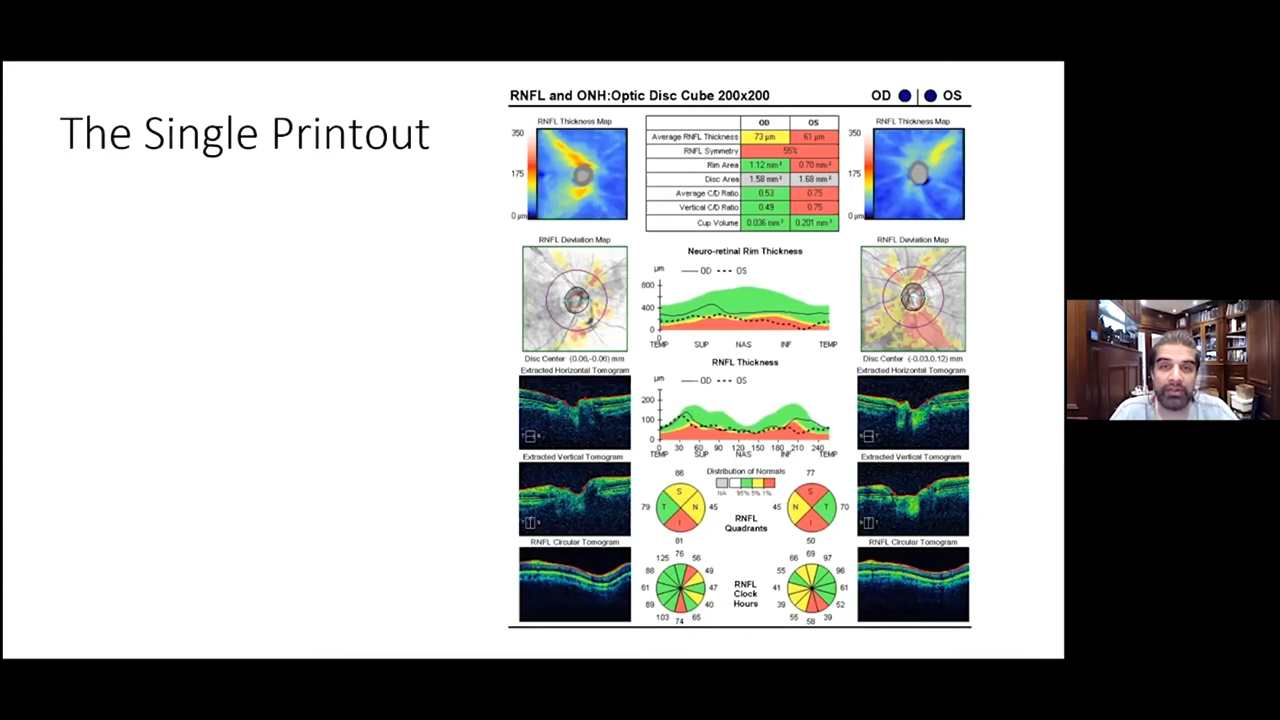 The Single Printout
RNFL and ONH:Optic Disc Cube 200x200
OD | OS
RNFL Thickness Map
350
175
0 µm
OD OS
Average RNFL Thickness 73 µm 61 µm
RNFL Symmetry 55%
Rim Area 1.12 mm² 0.70 mm²
Disc Area 1.58 mm² 1.68 mm²
Average C/D Ratio 0.53 0.75
Vertical C/D Ratio 0.49 0.75
Cup Volume 0.036 mm³ 0.201 mm³
RNFL Thickness Map
350
175
0 µm
RNFL Deviation Map
Disc Center (0.06,-0.06) mm
Neuro-retinal Rim Thickness
µm OD OS
800
400
0
TEMP SUP NAS INF TEMP
RNFL Deviation Map
Disc Center (-0.03,0.12) mm
Extracted Horizontal Tomogram
RNFL Thickness
µm OD OS
200
100
0
0 30 60 90 120 150 180 210 240
TEMP SUP NAS INF TEMP
Extracted Horizontal Tomogram
Extracted Vertical Tomogram
Distribution of Normals
NA 95% 5% 1%
Extracted Vertical Tomogram
86
S
79 T N 45
I
81
RNFL
Quadrants
77
S
45 N T 70
I
50
RNFL Circular Tomogram
76
125 56
88 49
61 47
89 40
103 65
74
RNFL
Clock
Hours
69
66 97
55 96
41 61
39 52
55 39
58
RNFL Circular Tomogram